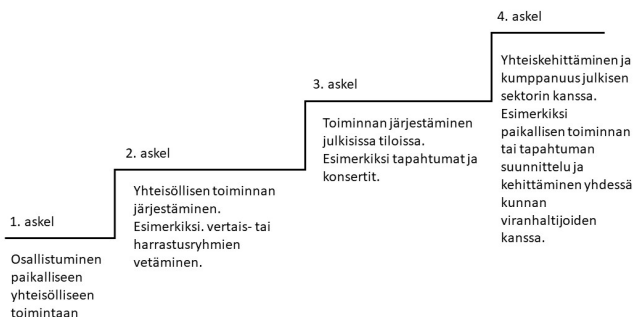 1. askel
Osallistuminen
paikalliseen
yhteisölliseen
toimintaan
2. askel
Yhteisöllisen toiminnan
järjestäminen.
Esimerkiksi. vertais- tai
harrastusryhmien
vetäminen.
3. askel
Toiminnan järjestäminen
julkisissa tiloissa.
Esimerkiksi tapahtumat ja
konsertit.
4. askel
Yhteiskehittäminen ja
kumppanuus julkisen
sektorin kanssa.
Esimerkiksi
paikallisen toiminnan
tai tapahtuman
suunnittelu ja
kehittäminen yhdessä
kunnan
viranhaltijoiden
kanssa.